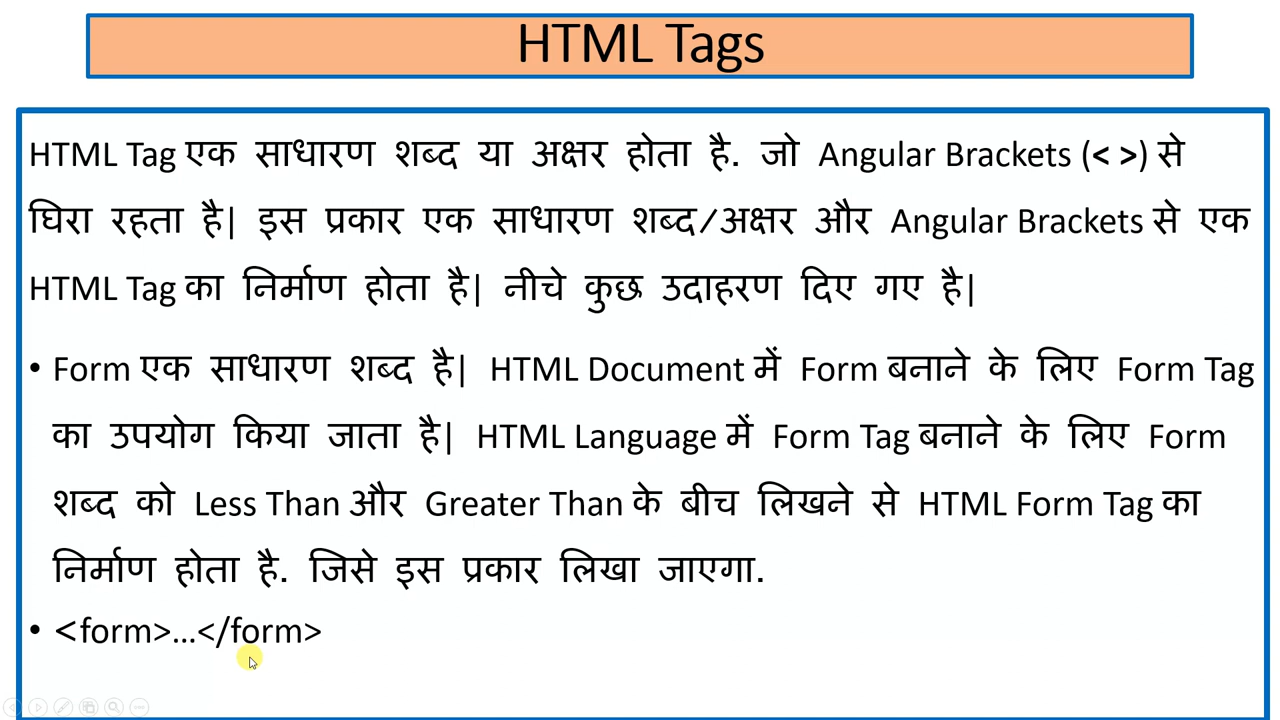 HTML Tags
HTML Tag एक साधारण शब्द या अक्षर होता है. जो Angular Brackets (< >) से
घिरा रहता है| इस प्रकार एक साधारण शब्द/अक्षर और Angular Brackets से एक
HTML Tag का निर्माण होता है| नीचे कुछ उदाहरण दिए गए है|
• Form एक साधारण शब्द है| HTML Document में Form बनाने के लिए Form Tag
का उपयोग किया जाता है| HTML Language में Form Tag बनाने के लिए Form
शब्द को Less Than और Greater Than के बीच लिखने से HTML Form Tag का
निर्माण होता है. जिसे इस प्रकार लिखा जाएगा.
• <form>...</form>